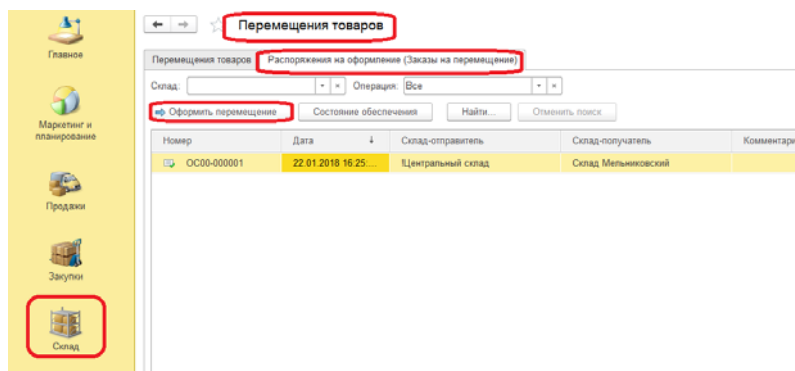 Главное
Маркетинг и
планирование
Продажи
Закупки
Склад
Перемещения товаров
Перемещения товаров Распоряжения на оформление (Заказы на перемещение)
Склад: Операция: Все
Оформить перемещение Состояние обеспечения Найти... Отменить поиск
Номер Дата ↓ Склад-отправитель Склад-получатель Комментари
ОС00-000001 22.01.2018 16:25:... !Центральный склад Склад Мельниковский